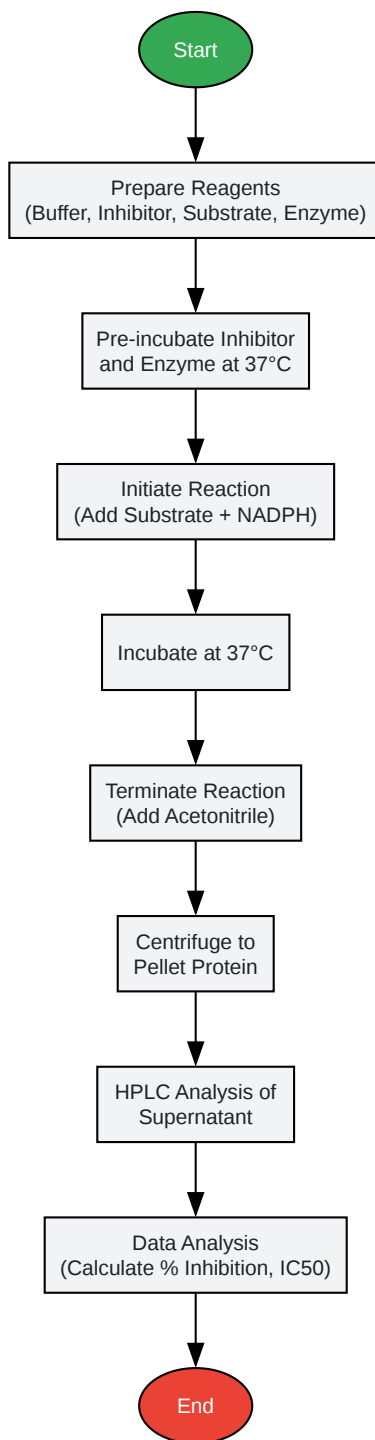 Start
Prepare Reagents
(Buffer, Inhibitor, Substrate, Enzyme)
Pre-incubate Inhibitor
and Enzyme at 37°C
Initiate Reaction
(Add Substrate + NADPH)
Incubate at 37°C
Terminate Reaction
(Add Acetonitrile)
Centrifuge to
Pellet Protein
HPLC Analysis of
Supernatant
Data Analysis
(Calculate % Inhibition, IC50)
End